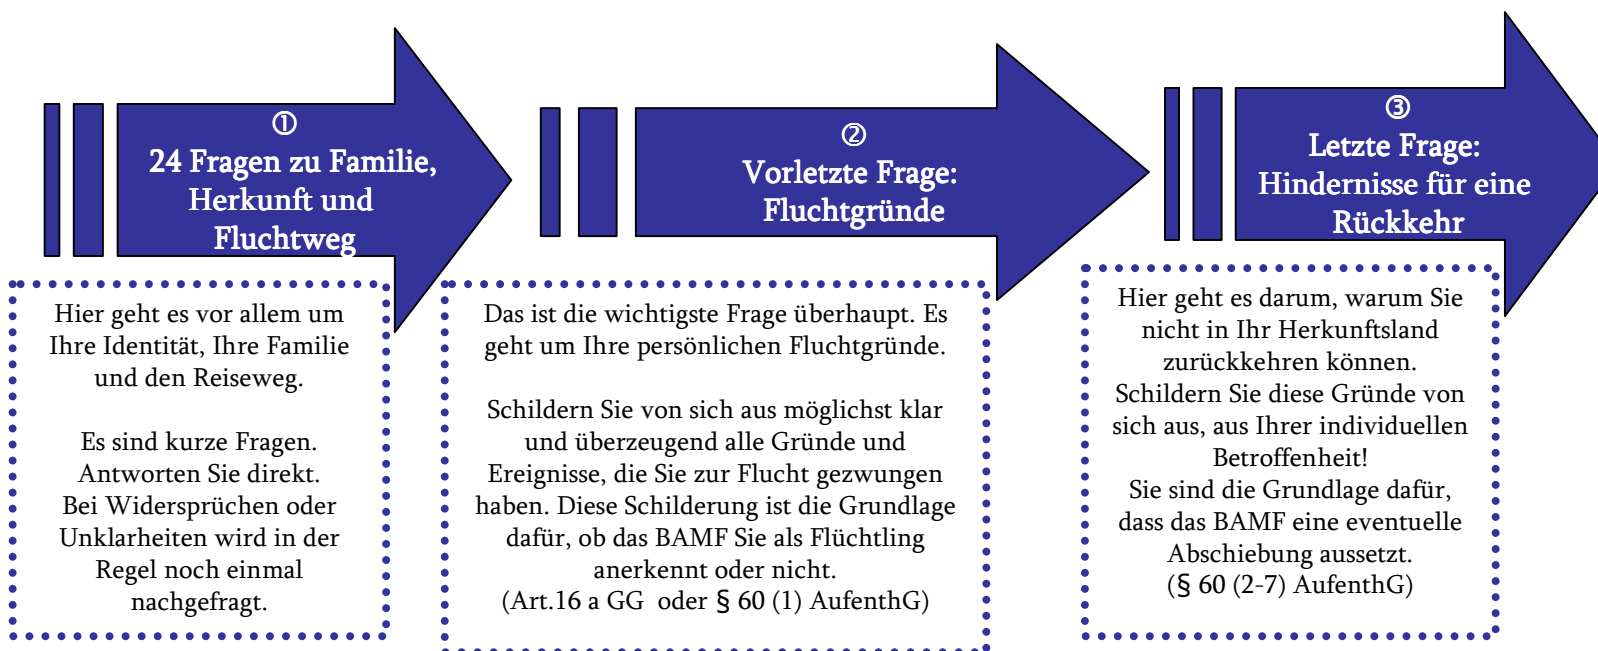 ①
24 Fragen zu Familie,
Herkunft und
Fluchtweg
Hier geht es vor allem um
Ihre Identität, Ihre Familie
und den Reiseweg.
Es sind kurze Fragen.
Antworten Sie direkt.
Bei Widersprüchen oder
Unklarheiten wird in der
Regel noch einmal
nachgefragt.
②
Vorletzte Frage:
Fluchtgründe
Das ist die wichtigste Frage überhaupt. Es
geht um Ihre persönlichen Fluchtgründe.
Schildern Sie von sich aus möglichst klar
und überzeugend alle Gründe und
Ereignisse, die Sie zur Flucht gezwungen
haben. Diese Schilderung ist die Grundlage
dafür, ob das BAMF Sie als Flüchtling
anerkennt oder nicht.
(Art.16 a GG oder § 60 (1) AufenthG)
③
Letzte Frage:
Hindernisse für eine
Rückkehr
Hier geht es darum, warum Sie
nicht in Ihr Herkunftsland
zurückkehren können.
Schildern Sie diese Gründe von
sich aus, aus Ihrer individuellen
Betroffenheit!
Sie sind die Grundlage dafür,
dass das BAMF eine eventuelle
Abschiebung aussetzt.
(§ 60 (2-7) AufenthG)